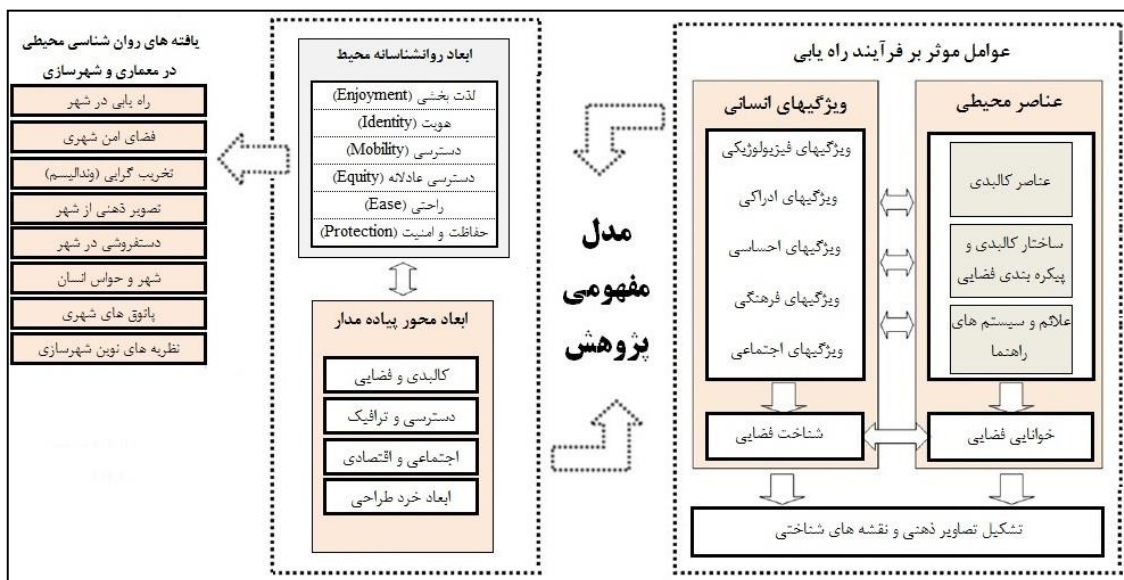 عوامل موثر بر فرآیند راه یابی
عناصر محیطی
عناصر کالبدی
ساختار کالبدی و
پیکره بندی فضایی
علائم و سیستم های
راهنما
خوانایی فضایی
ویژگیهای انسانی
ویژگیهای فیزیولوژیکی
ویژگیهای ادراکی
ویژگیهای احساسی
ویژگیهای فرهنگی
ویژگیهای اجتماعی
شناخت فضایی
تشکیل تصاویر ذهنی و نقشه های شناختی
مدل
مفهومی
پژوهش
ابعاد روانشناسانه محیط
لذت بخشی (Enjoyment)
هویت (Identity)
دسترسی (Mobility)
دسترسی عادلانه (Equity)
راحتی (Ease)
حفاظت و امنیت (Protection)
ابعاد محور پیاده مدار
کالبدی و فضایی
دسترسی و ترافیک
اجتماعی و اقتصادی
ابعاد خرد طراحی
یافته های روان شناسی محیطی
در معماری و شهرسازی
راه یابی در شهر
فضای امن شهری
تخریب گرایی (وندالیسم)
تصویر ذهنی از شهر
دستفروشی در شهر
شهر و حواس انسان
پاتوق های شهری
نظریه های نوین شهرسازی